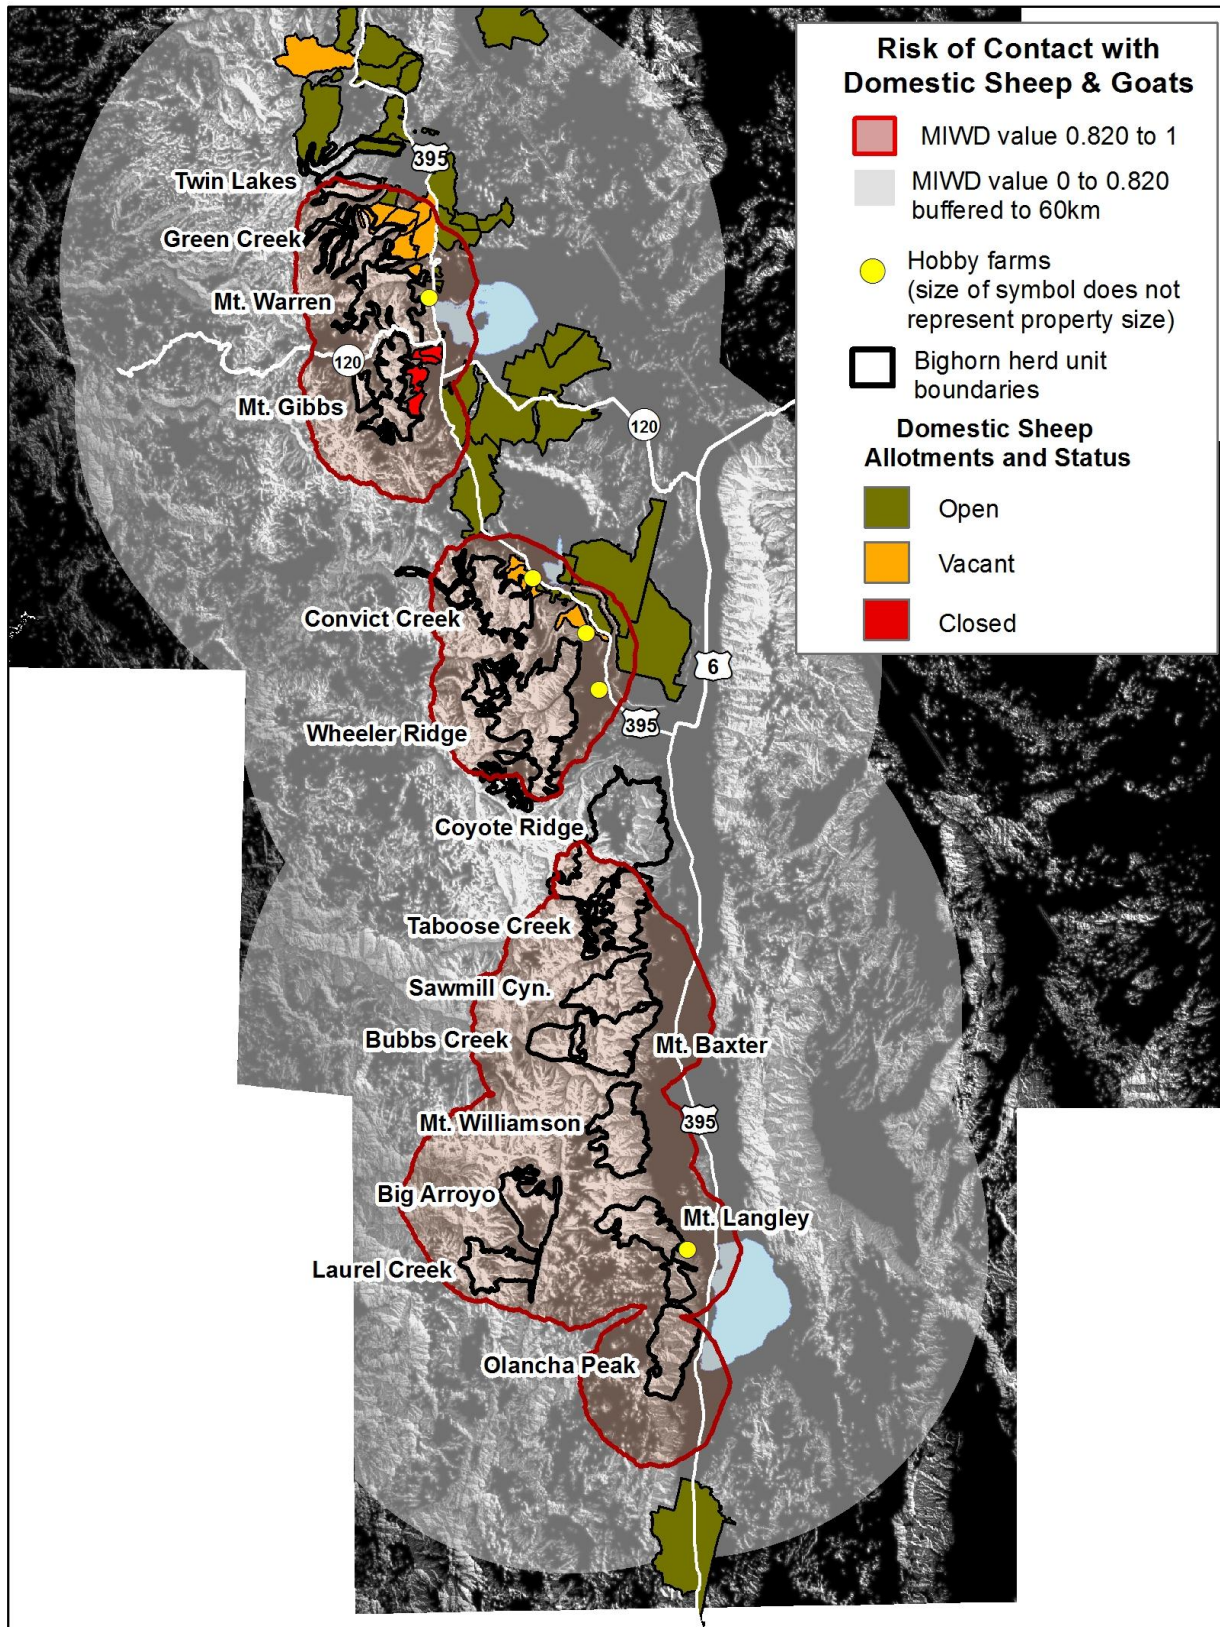 Risk of Contact with
Domestic Sheep & Goats
MIWD value 0.820 to 1
MIWD value 0 to 0.820
buffered to 60km
Hobby farms
(size of symbol does not
represent property size)
Bighorn herd unit
boundaries
Domestic Sheep
Allotments and Status
Open
Vacant
Closed
395
Twin Lakes
Green Creek
Mt. Warren
120
Mt. Gibbs
120
Convict Creek
6
395
Wheeler Ridge
Coyote Ridge
Taboose Creek
Sawmill Cyn.
Bubbs Creek
Mt. Baxter
Mt. Williamson
395
Big Arroyo
Mt. Langley
Laurel Creek
Olancha Peak